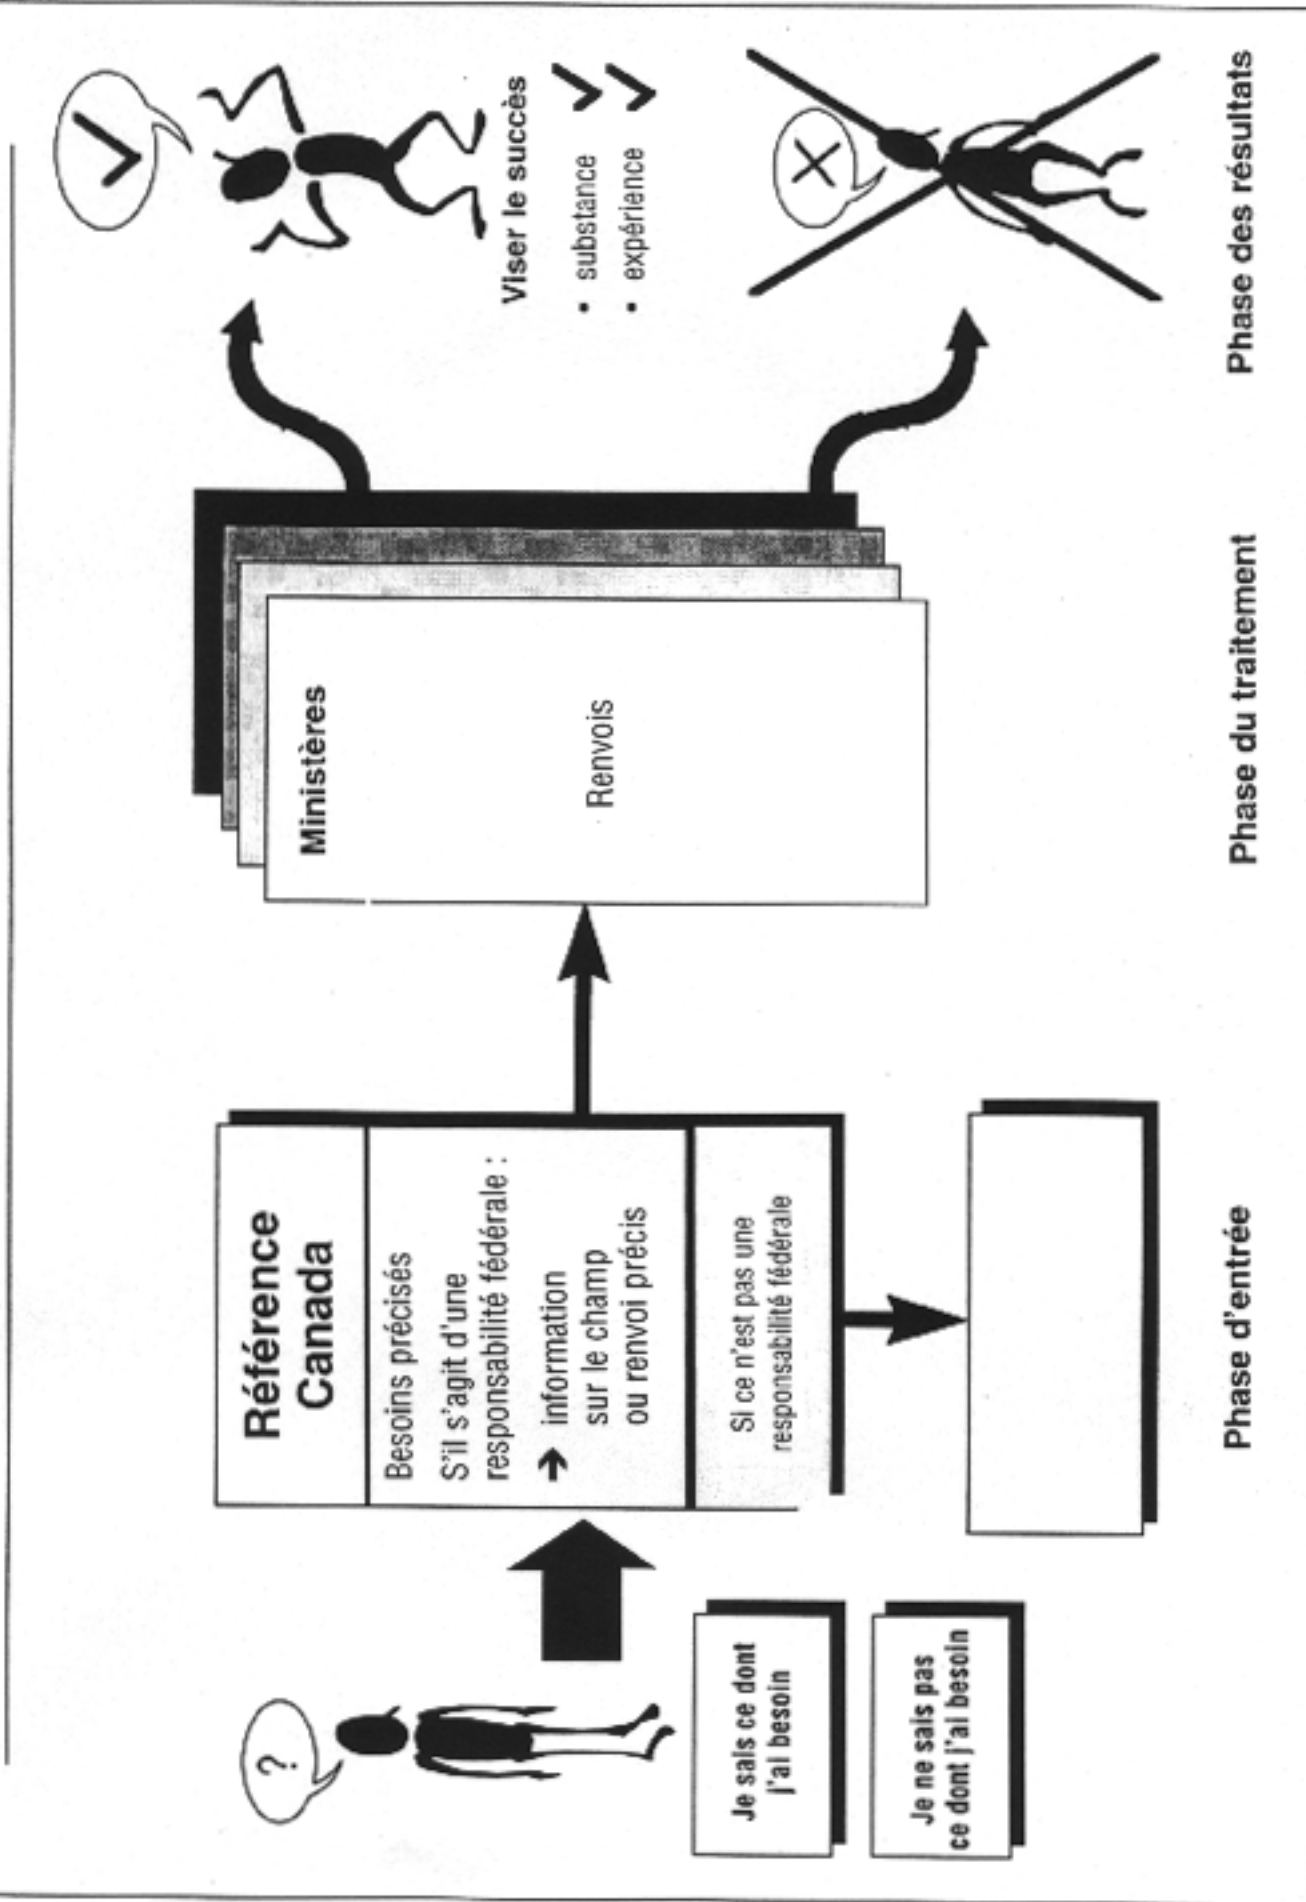 ?
Je sais ce dont
j'ai besoin
Je ne sais pas
ce dont j'ai besoin
Référence
Canada
Besoins précisés
S'il s'agit d'une
responsabilité fédérale :
➔ information
sur le champ
ou renvoi précis
Si ce n'est pas une
responsabilité fédérale
Ministères
Renvois
Viser le succès
• substance ✓
• expérience ✓
Phase d'entrée
Phase du traitement
Phase des résultats